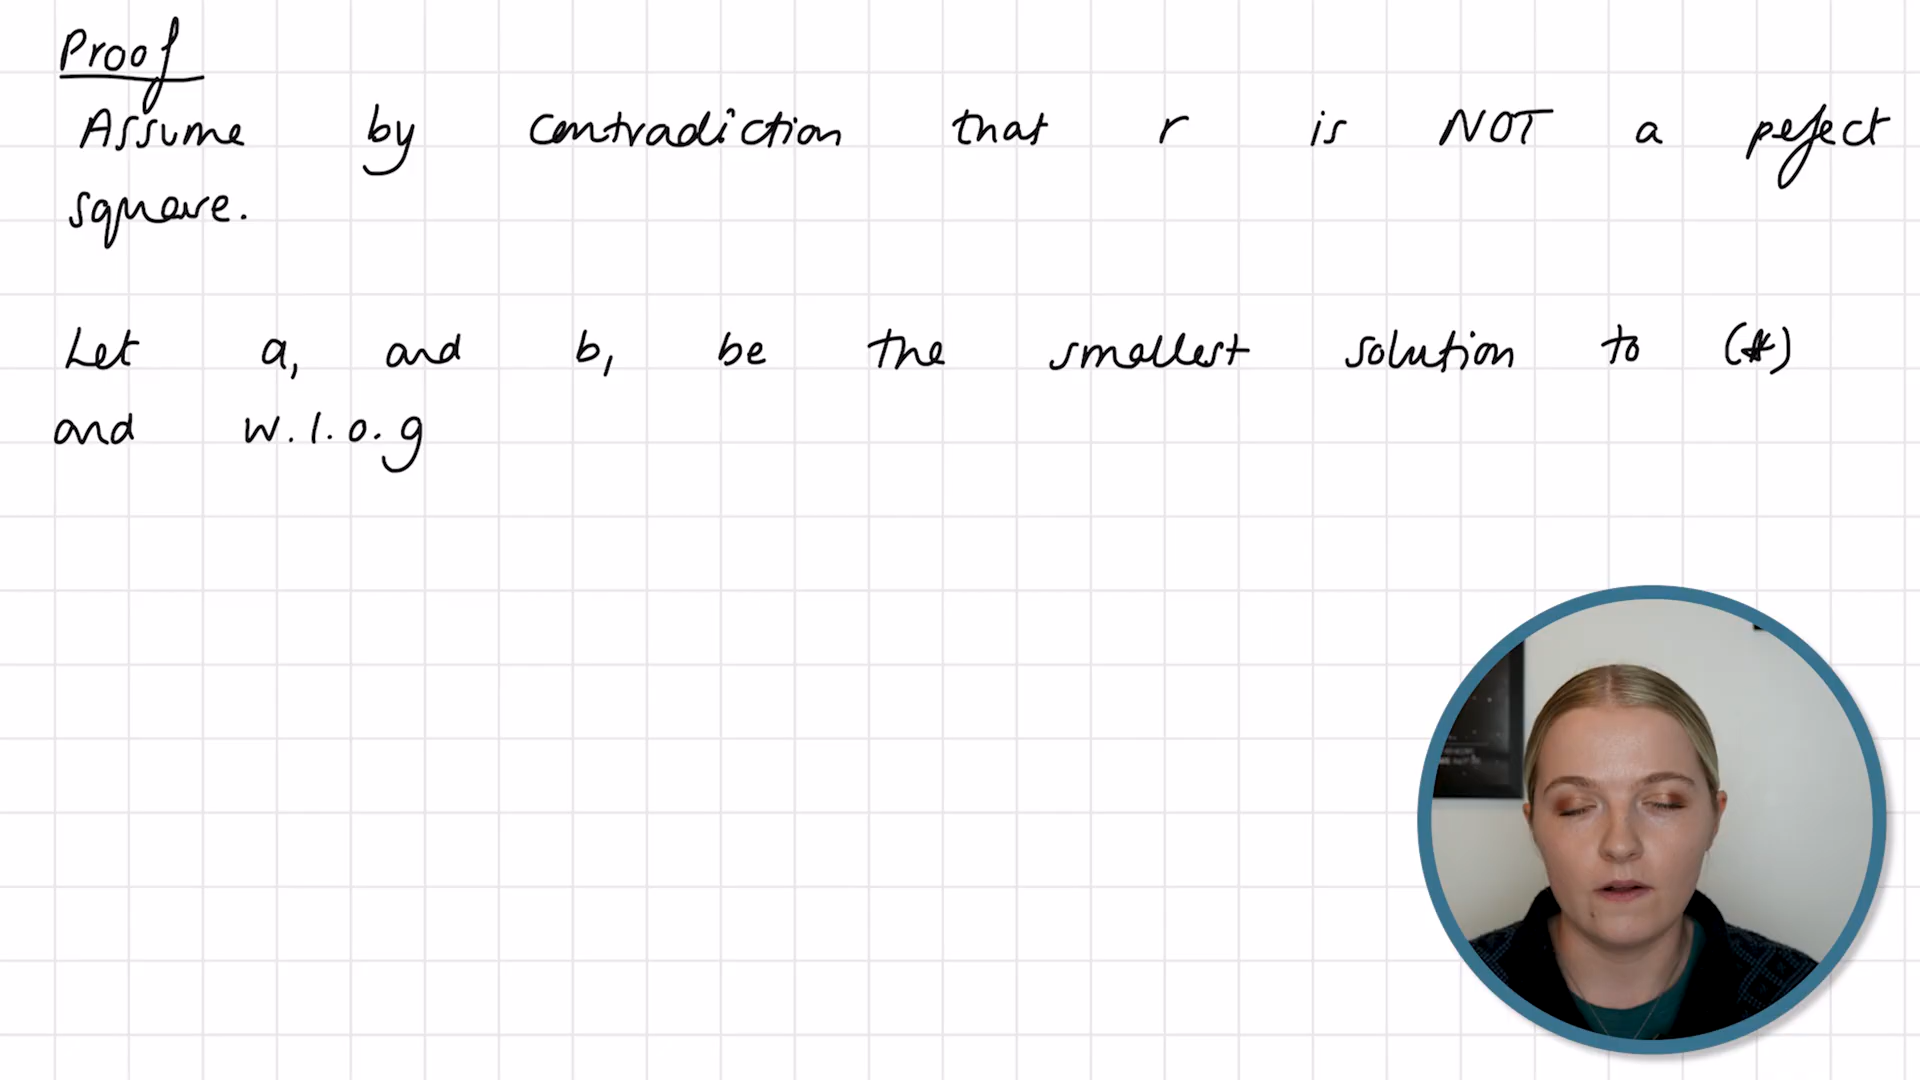 Proof
Assume by contradiction that r is NOT a pefect
square.
Let a, and b, be the smallest solution to (*)
and w.l.o.g